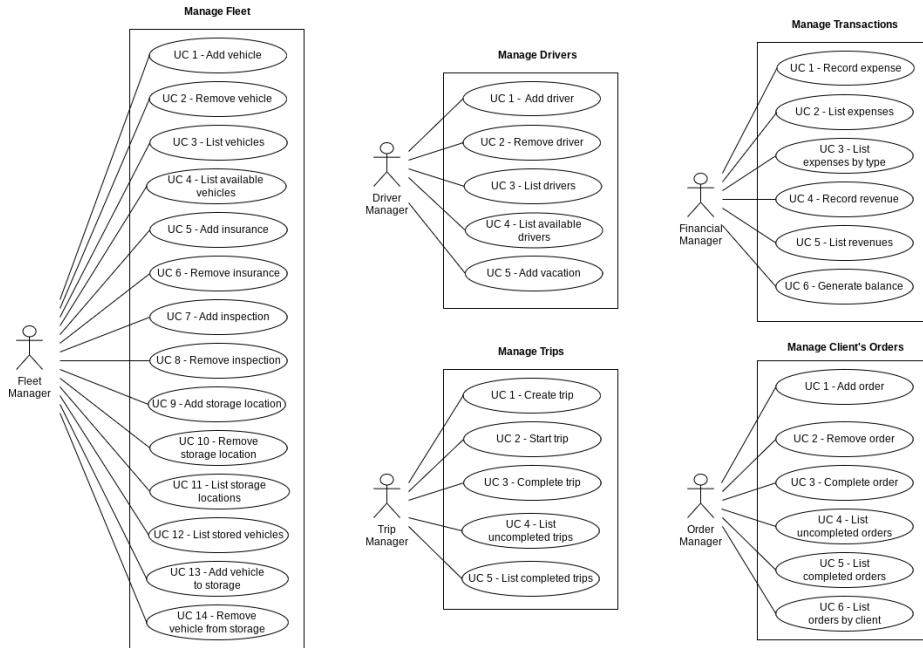 Manage Fleet
UC 1 - Add vehicle
UC 2 - Remove vehicle
UC 3 - List vehicles
UC 4 - List available
vehicles
UC 5 - Add insurance
UC 6 - Remove insurance
UC 7 - Add inspection
UC 8 - Remove inspection
UC 9 - Add storage location
UC 10 - Remove
storage location
UC 11 - List storage
locations
UC 12 - List stored vehicles
UC 13 - Add vehicle
to storage
UC 14 - Remove
vehicle from storage
Fleet
Manager
Manage Drivers
UC 1 - Add driver
UC 2 - Remove driver
UC 3 - List drivers
UC 4 - List available
drivers
UC 5 - Add vacation
Driver
Manager
Manage Trips
UC 1 - Create trip
UC 2 - Start trip
UC 3 - Complete trip
UC 4 - List
uncompleted trips
UC 5 - List completed trips
Trip
Manager
Manage Transactions
UC 1 - Record expense
UC 2 - List expenses
UC 3 - List
expenses by type
UC 4 - Record revenue
UC 5 - List revenues
UC 6 - Generate balance
Financial
Manager
Manage Client's Orders
UC 1 - Add order
UC 2 - Remove order
UC 3 - Complete order
UC 4 - List
uncompleted orders
UC 5 - List
completed orders
UC 6 - List
orders by client
Order
Manager